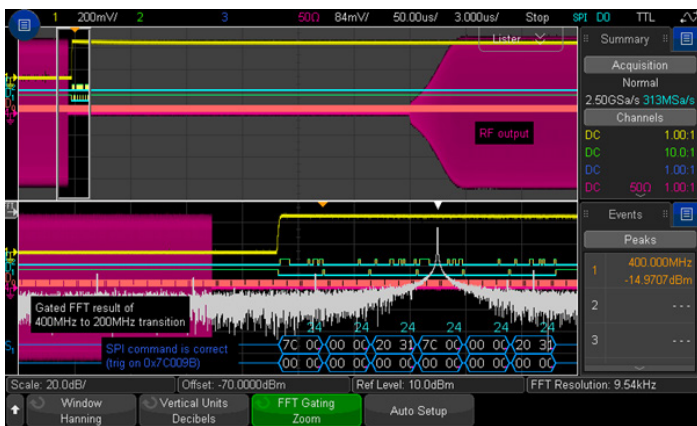 1 200mV/ 2 3 50Ω 84mV/ 50.00us/ 3.000us/ Stop SPI D0 TTL
Lister
Summary
Acquisition
Normal
2.50GSa/s 313MSa/s
Channels
DC 1.00:1
DC 10.0:1
DC 1.00:1
DC 50Ω 1.00:1
RF output
Events
Peaks
1 400.000MHz
-14.9707dBm
2 ---
3 ---
Gated FFT result of
400MHz to 200MHz transition
SPI command is correct
(trig on 0x7C009B)
24 24 24 24 24 24
S1 7C 00 00 00 20 31 7C 00 00 00 20 31
00 00 00 00 00 00 00 00 00 00 00 00
Scale: 20.0dB/ Offset: -70.0000dBm Ref Level: 10.0dBm FFT Resolution: 9.54kHz
Window
Hanning
Vertical Units
Decibels
FFT Gating
Zoom
Auto Setup